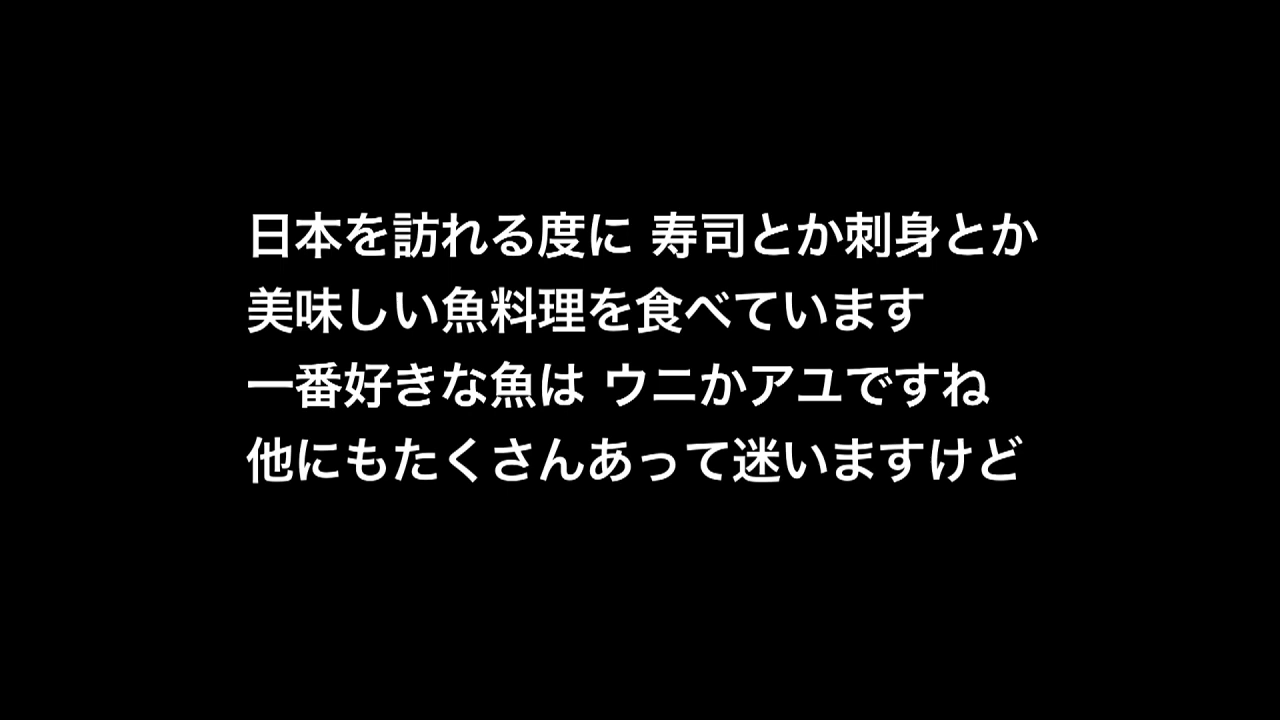 日本を訪れる度に 寿司とか刺身とか
美味しい魚料理を食べています
一番好きな魚は ウニかアユですね
他にもたくさんあって迷いますけど